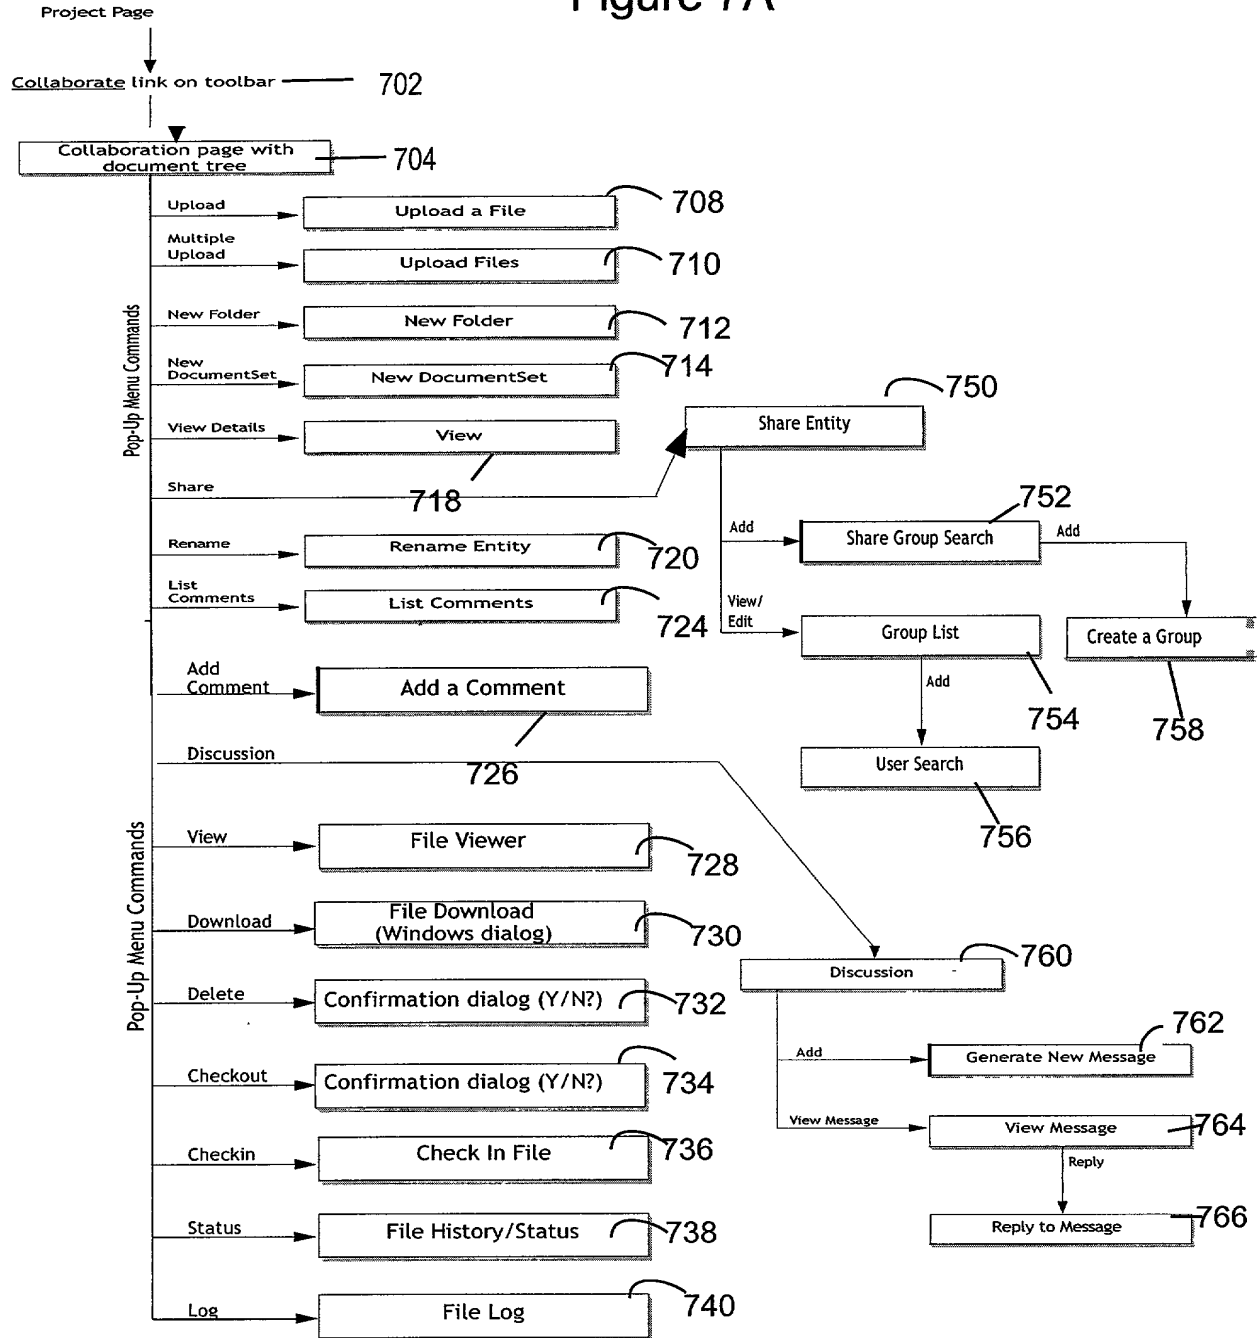 Figure 7A
Project Page
Collaborate link on toolbar
702
Collaboration page with
document tree
704
Pop-Up Menu Commands
Upload
Upload a File
708
Multiple
Upload
Upload Files
710
New Folder
New Folder
712
New
DocumentSet
New DocumentSet
714
View Details
View
718
Share
Share Entity
750
Add
Share Group Search
752
Add
Create a Group
758
View/
Edit
Group List
754
Add
User Search
756
Rename
Rename Entity
720
List
Comments
List Comments
724
Add
Comment
Add a Comment
726
Discussion
Pop-Up Menu Commands
View
File Viewer
728
Download
File Download
(Windows dialog)
730
Delete
Confirmation dialog (Y/N?)
732
Checkout
Confirmation dialog (Y/N?)
734
Checkin
Check In File
736
Status
File History/Status
738
Log
File Log
740
Discussion
760
Add
Generate New Message
762
View Message
View Message
764
Reply
Reply to Message
766